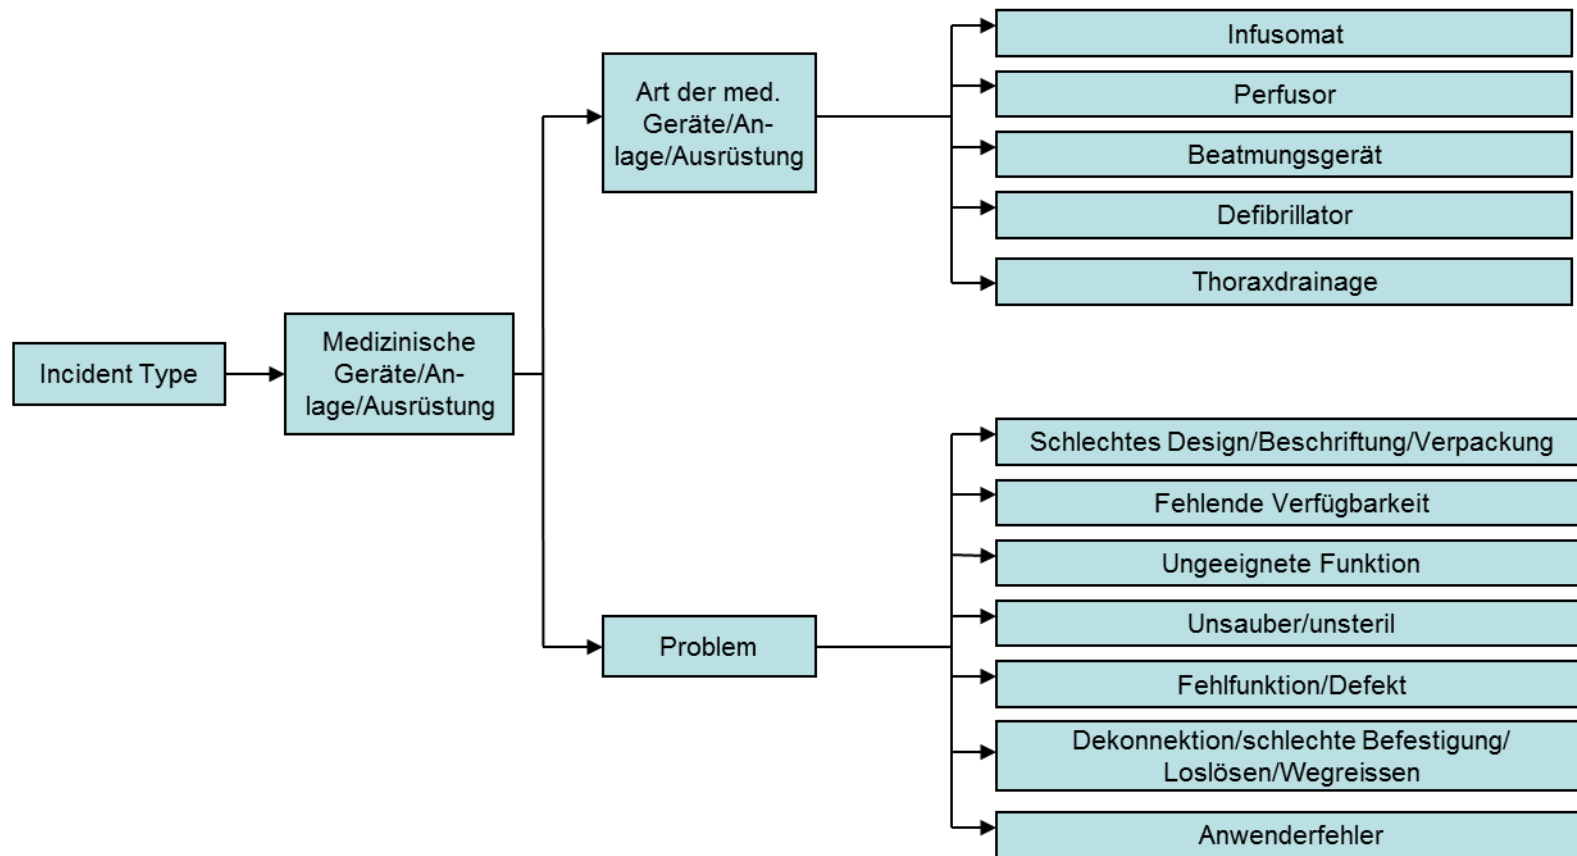 Incident Type
Medizinische
Geräte/An-
lage/Ausrüstung
Art der med.
Geräte/An-
lage/Ausrüstung
Infusomat
Perfusor
Beatmungsgerät
Defibrillator
Thoraxdrainage
Problem
Schlechtes Design/Beschriftung/Verpackung
Fehlende Verfügbarkeit
Ungeeignete Funktion
Unsauber/unsteril
Fehlfunktion/Defekt
Dekonnektion/schlechte Befestigung/
Loslösen/Wegreissen
Anwenderfehler